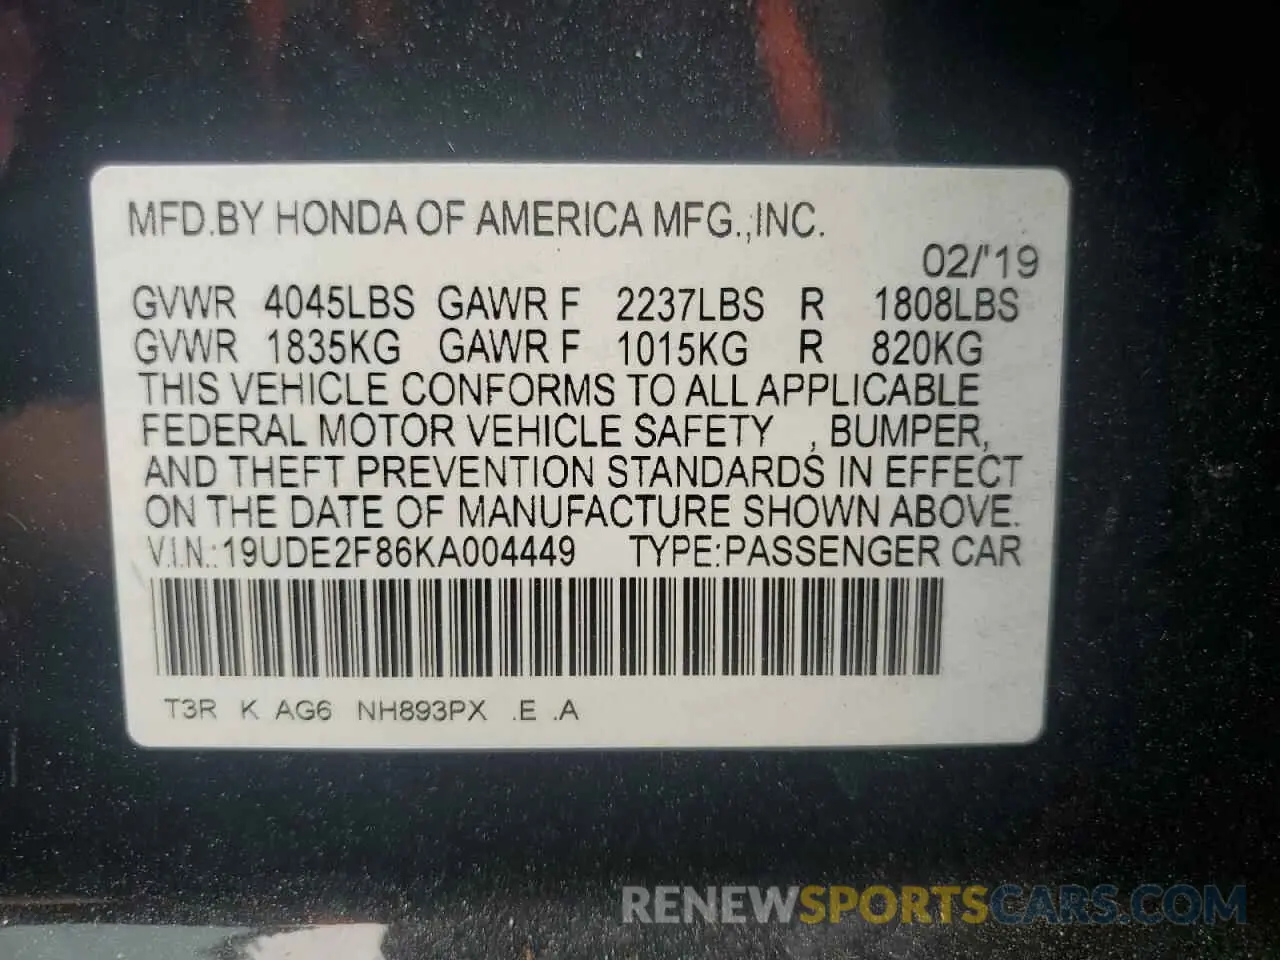 MFD.BY HONDA OF AMERICA MFG.,INC.
02/'19
GVWR 4045LBS GAWR F 2237LBS R 1808LBS
GVWR 1835KG GAWR F 1015KG R 820KG
THIS VEHICLE CONFORMS TO ALL APPLICABLE
FEDERAL MOTOR VEHICLE SAFETY , BUMPER,
AND THEFT PREVENTION STANDARDS IN EFFECT
ON THE DATE OF MANUFACTURE SHOWN ABOVE.
V.I.N.:19UDE2F86KA004449 TYPE:PASSENGER CAR
T3R K AG6 NH893PX .E .A
RENEWSPORTSCARS.COM